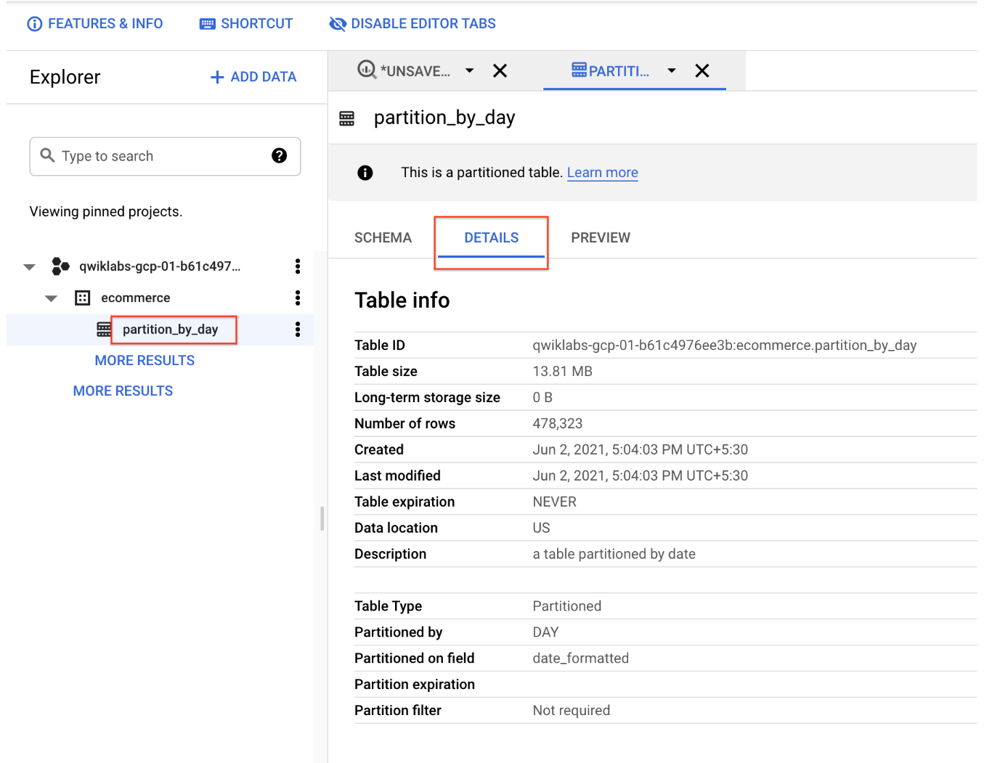 FEATURES & INFO
SHORTCUT
DISABLE EDITOR TABS
Explorer
ADD DATA
*UNSAVE...
PARTITI...
partition_by_day
Type to search
This is a partitioned table. Learn more
Viewing pinned projects.
SCHEMA
DETAILS
PREVIEW
qwiklabs-gcp-01-b61c497...
ecommerce
partition_by_day
MORE RESULTS
MORE RESULTS
Table info
Table ID qwiklabs-gcp-01-b61c4976ee3b:ecommerce.partition_by_day
Table size 13.81 MB
Long-term storage size 0 B
Number of rows 478,323
Created Jun 2, 2021, 5:04:03 PM UTC+5:30
Last modified Jun 2, 2021, 5:04:03 PM UTC+5:30
Table expiration NEVER
Data location US
Description a table partitioned by date
Table Type Partitioned
Partitioned by DAY
Partitioned on field date_formatted
Partition expiration
Partition filter Not required